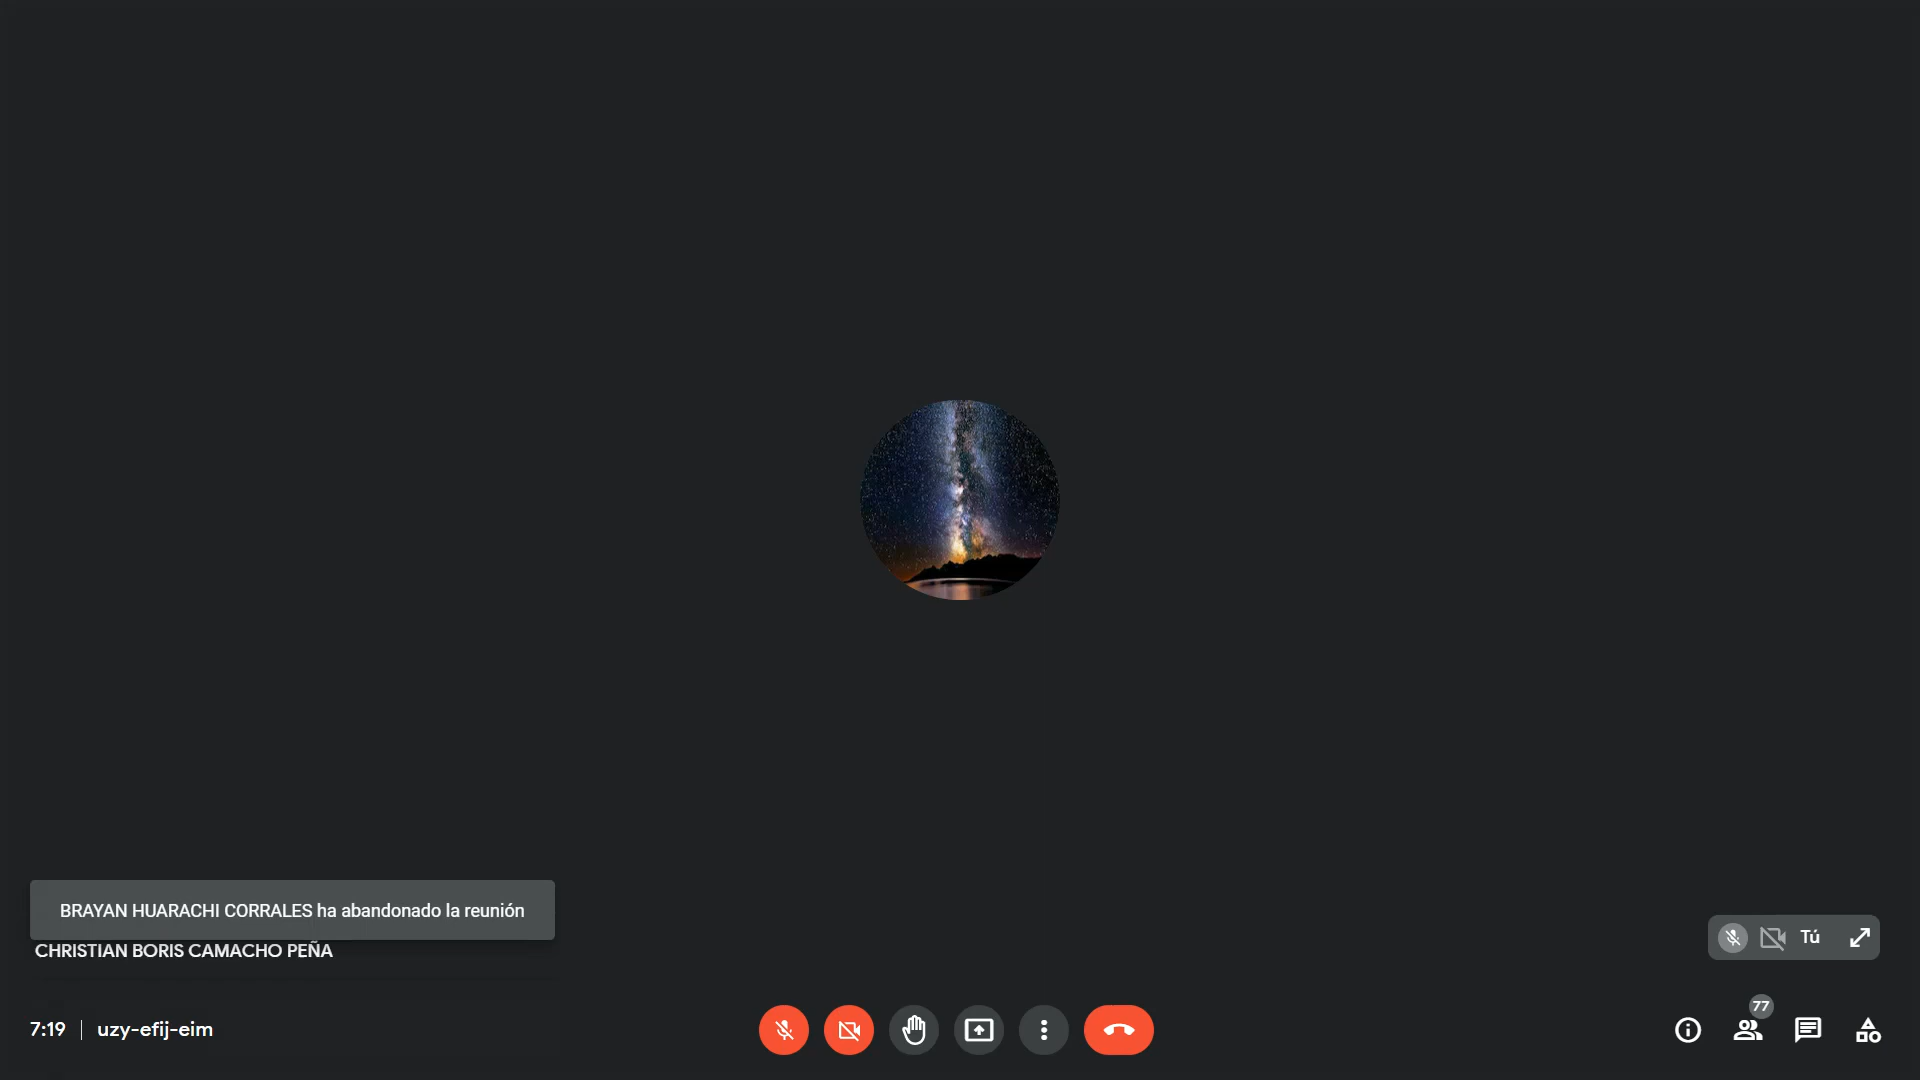 BRAYAN HUARACHI CORRALES ha abandonado la reunión
CHRISTIAN BORIS CAMACHO PEÑA
Tú
7:19
uzy-efij-eim
77